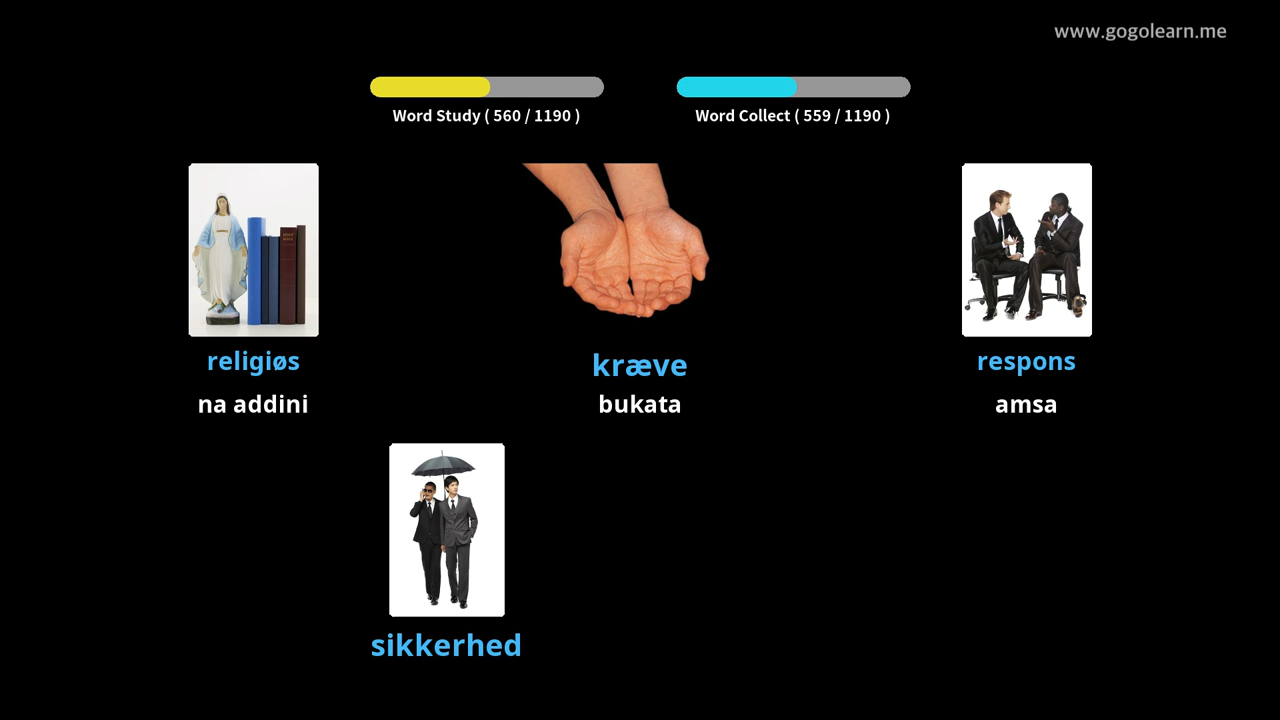 www.gogolearn.me
Word Study ( 560 / 1190 )
Word Collect ( 559 / 1190 )
religiøs
kræve
respons
na addini
bukata
amsa
sikkerhed